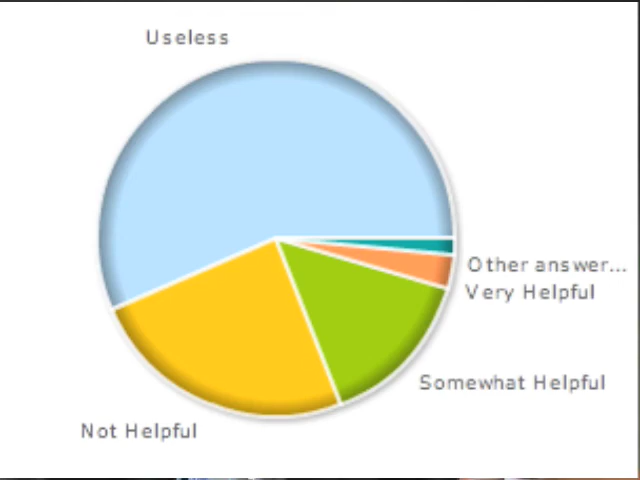 Useless
Other answer...
Very Helpful
Somewhat Helpful
Not Helpful